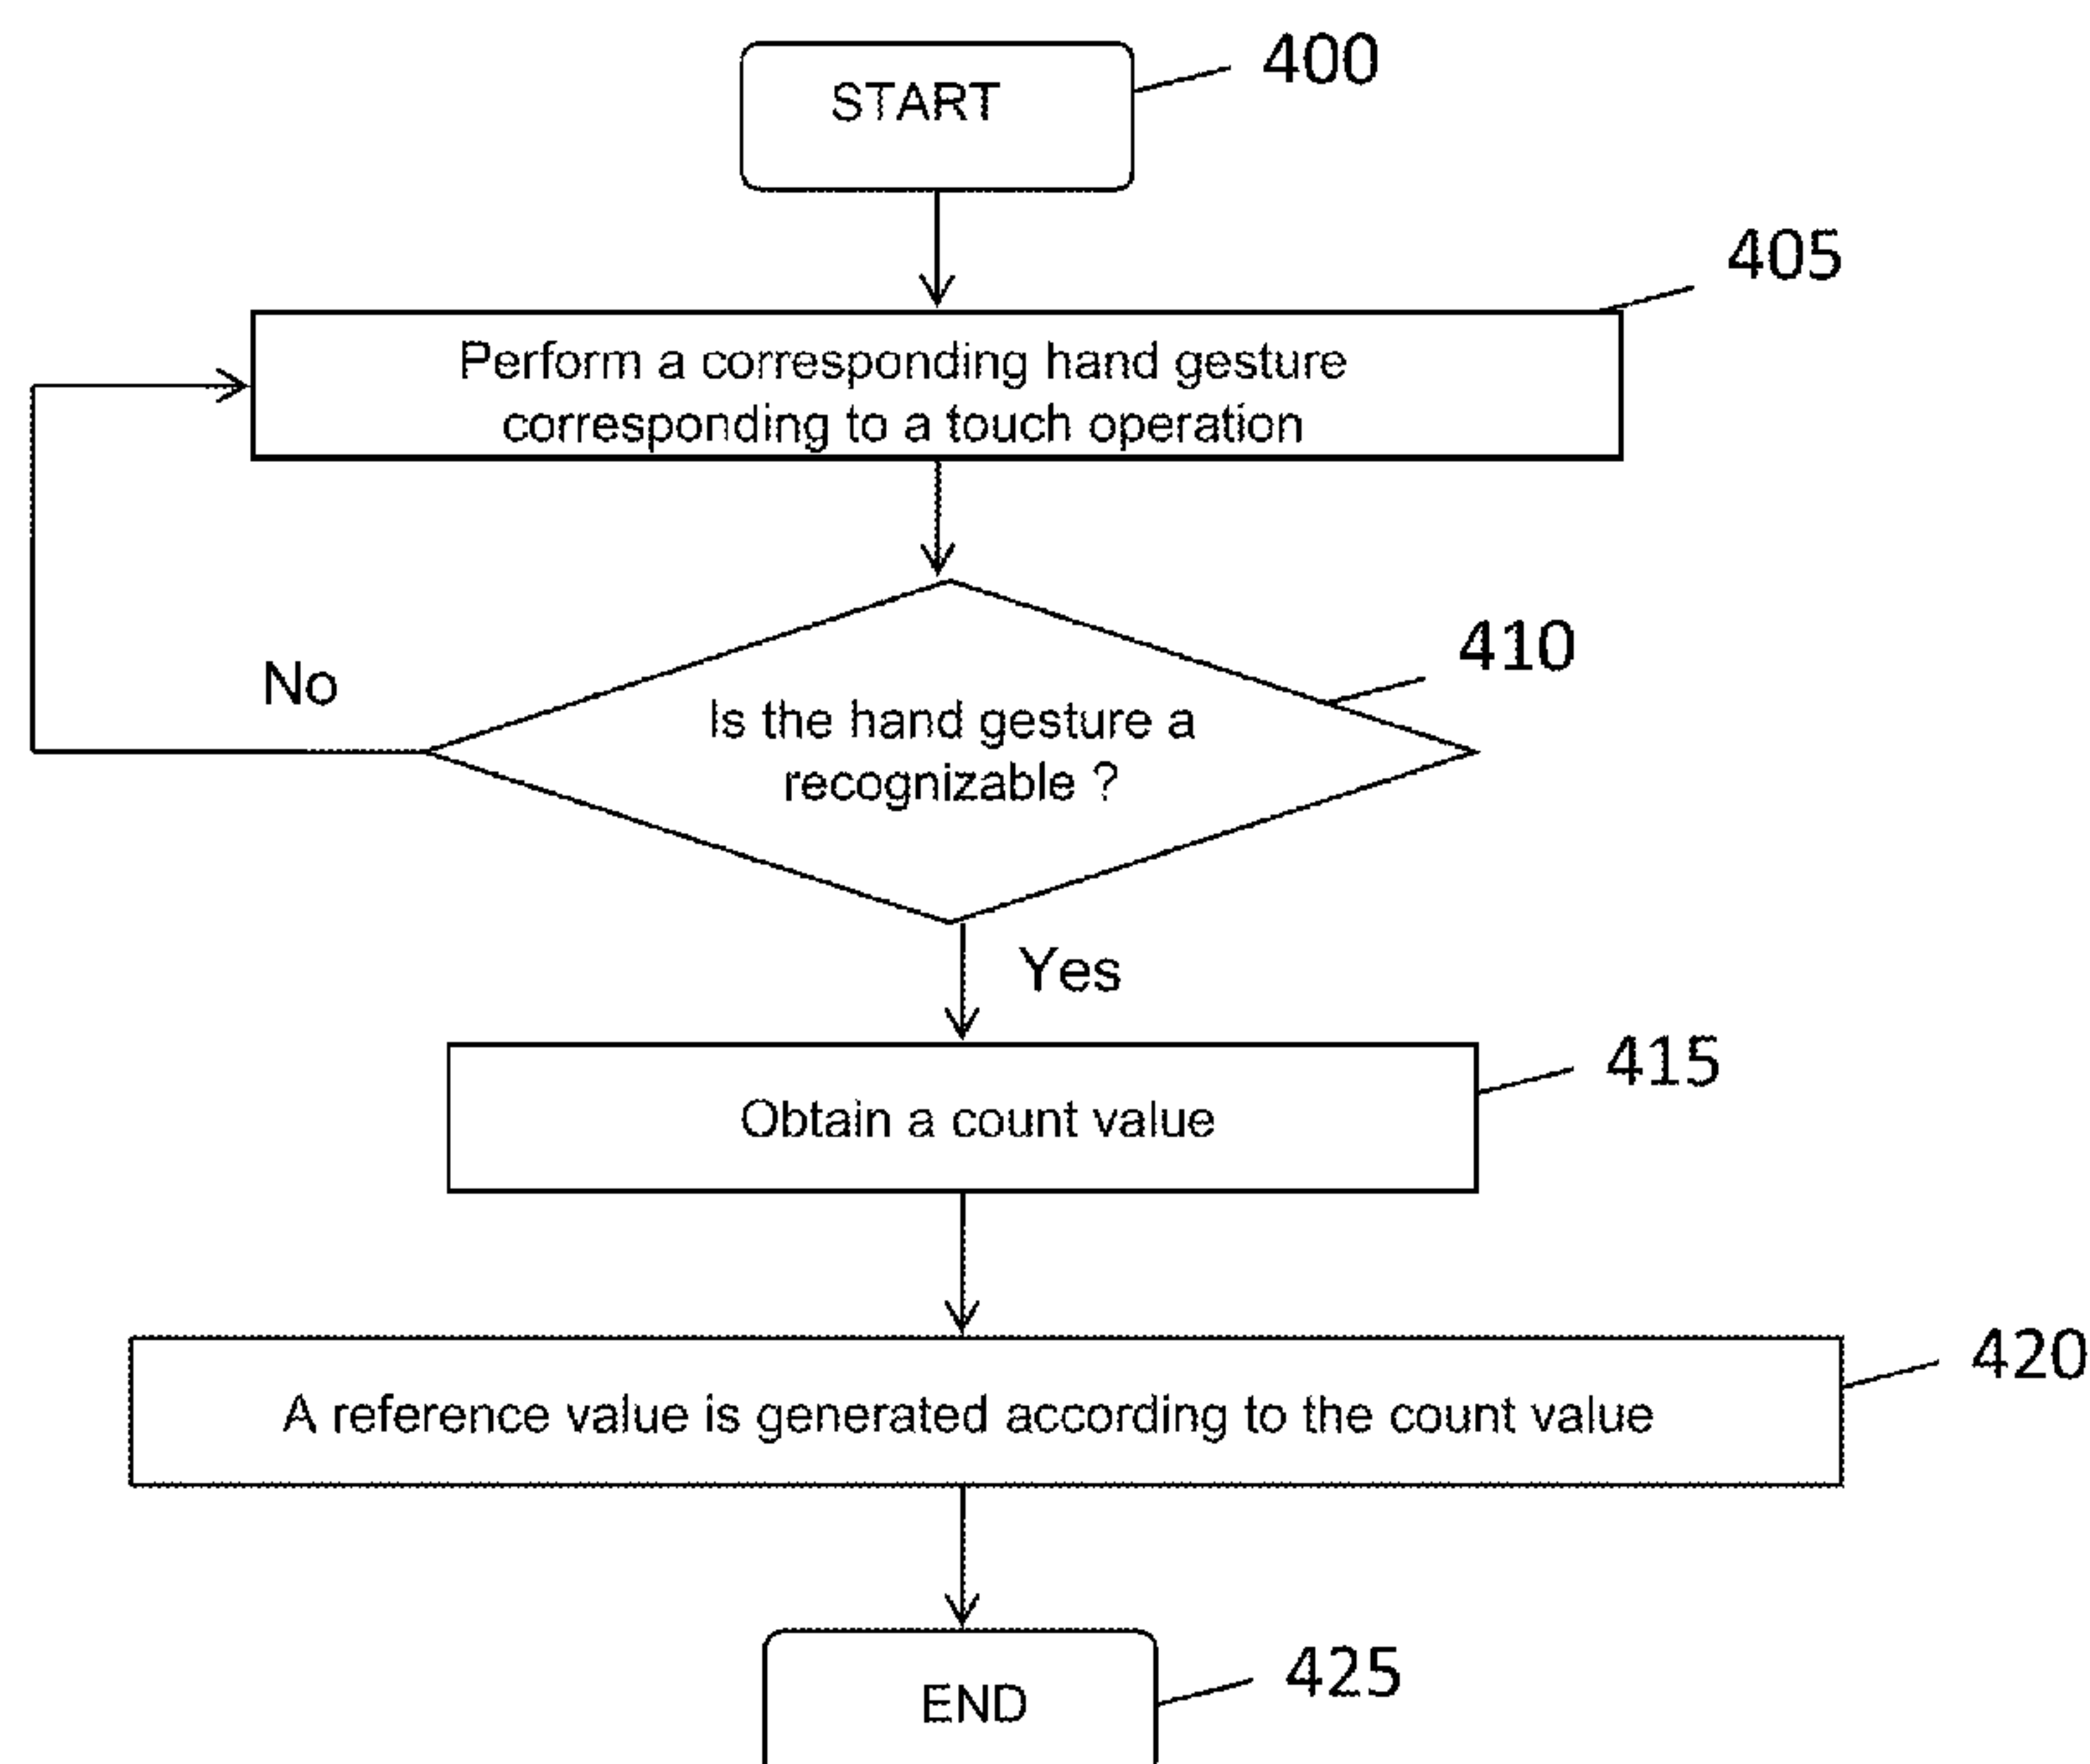 START
400
405
Perform a corresponding hand gesture
corresponding to a touch operation
410
No
Is the hand gesture a
recognizable ?
Yes
415
Obtain a count value
420
A reference value is generated according to the count value
425
END